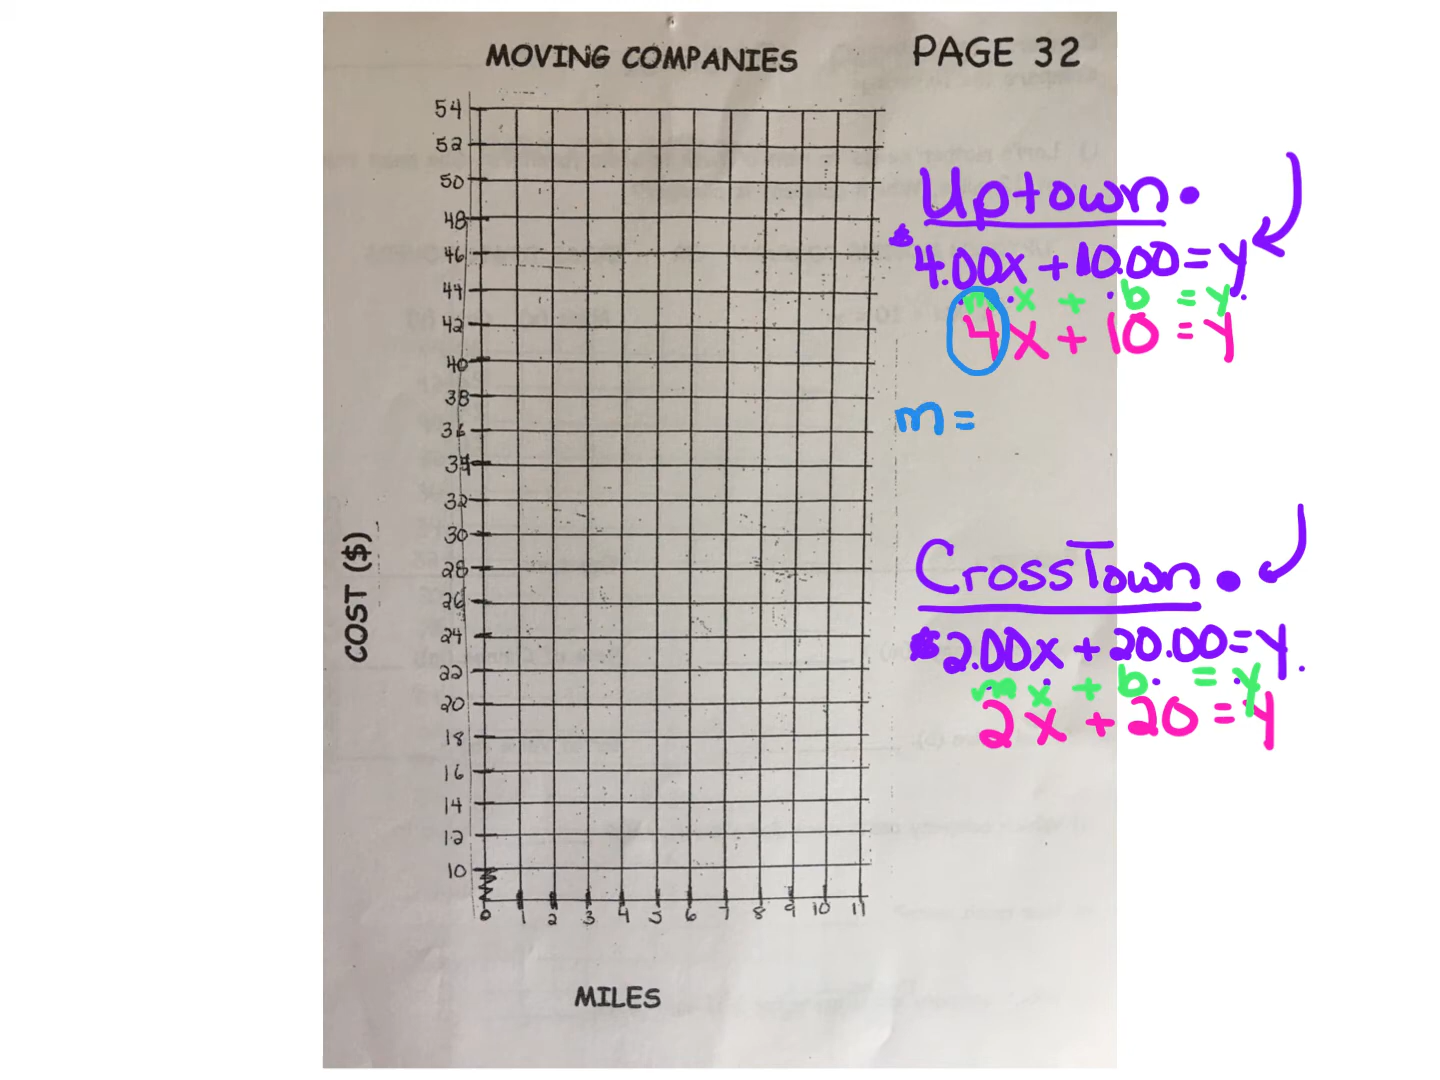 MOVING COMPANIES
PAGE 32
54
52
50
48
46
44
42
40
38
36
34
32
30
28
26
24
22
20
18
16
14
12
10
COST ($)
0 1 2 3 4 5 6 7 8 9 10 11
MILES
Uptown
$4.00x + 10.00 = y
m x + b = y
4x + 10 = y
m =
CrossTown
$2.00x + 20.00 = y
m x + b = y
2x + 20 = y